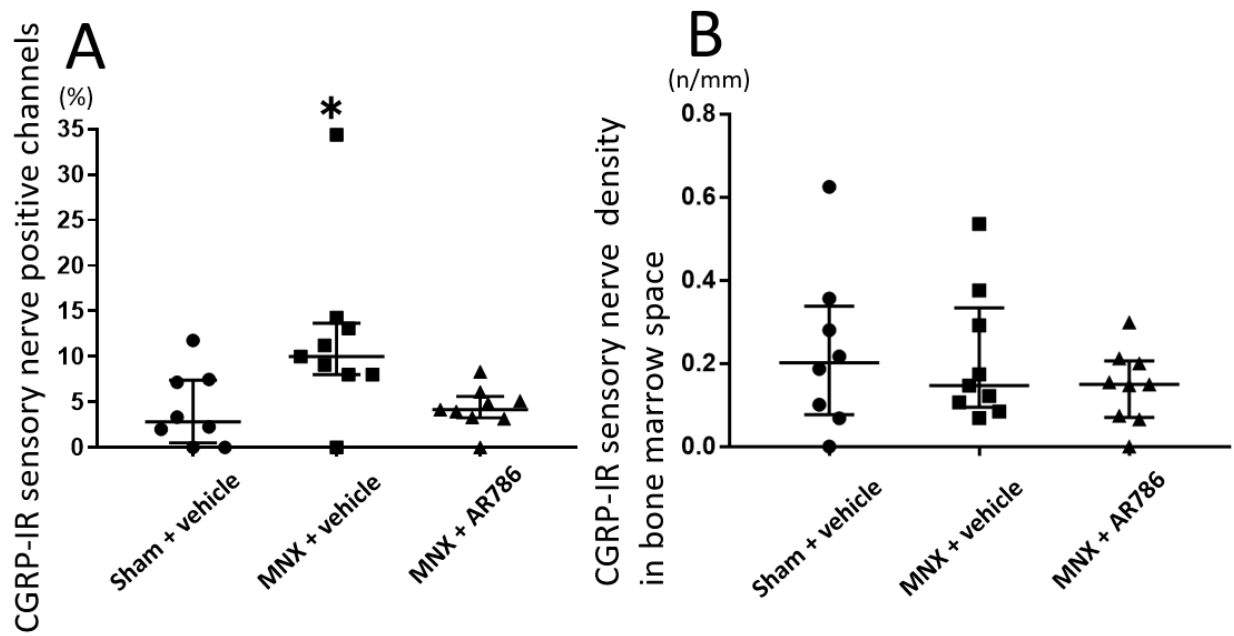 A
CGRP-IR sensory nerve positive channels
(%)
*
35
30
25
20
15
10
5
0
Sham + vehicle
MNX + vehicle
MNX + AR786
B
CGRP-IR sensory nerve density
in bone marrow space
(n/mm)
0.8
0.6
0.4
0.2
0.0
Sham + vehicle
MNX + vehicle
MNX + AR786